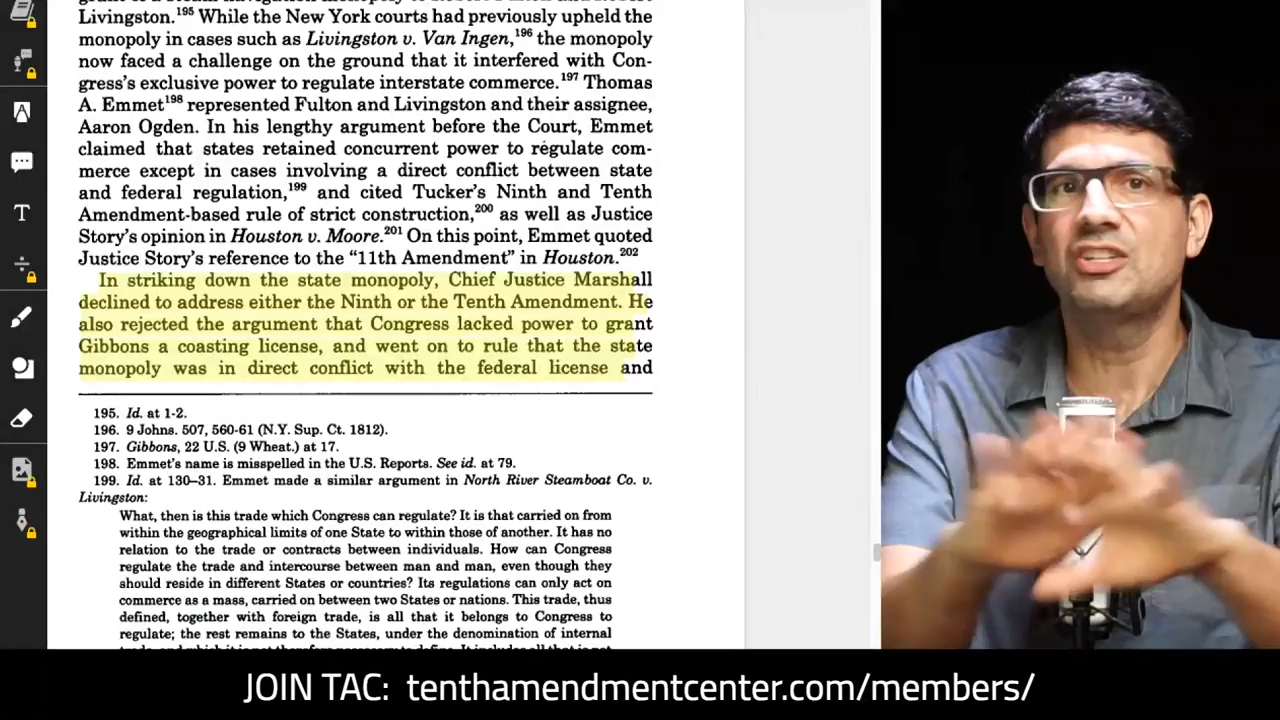 Livingston.195 While the New York courts had previously upheld the
monopoly in cases such as Livingston v. Van Ingen,196 the monopoly
now faced a challenge on the ground that it interfered with Con-
gress's exclusive power to regulate interstate commerce.197 Thomas
A. Emmet198 represented Fulton and Livingston and their assignee,
Aaron Ogden. In his lengthy argument before the Court, Emmet
claimed that states retained concurrent power to regulate com-
merce except in cases involving a direct conflict between state
and federal regulation,199 and cited Tucker's Ninth and Tenth
Amendment-based rule of strict construction,200 as well as Justice
Story's opinion in Houston v. Moore.201 On this point, Emmet quoted
Justice Story's reference to the "11th Amendment" in Houston.202
In striking down the state monopoly, Chief Justice Marshall
declined to address either the Ninth or the Tenth Amendment. He
also rejected the argument that Congress lacked power to grant
Gibbons a coasting license, and went on to rule that the state
monopoly was in direct conflict with the federal license and
195. Id. at 1-2.
196. 9 Johns. 507, 560-61 (N.Y. Sup. Ct. 1812).
197. Gibbons, 22 U.S. (9 Wheat.) at 17.
198. Emmet's name is misspelled in the U.S. Reports. See id. at 79.
199. Id. at 130–31. Emmet made a similar argument in North River Steamboat Co. v.
Livingston:
What, then is this trade which Congress can regulate? It is that carried on from
within the geographical limits of one State to within those of another. It has no
relation to the trade or contracts between individuals. How can Congress
regulate the trade and intercourse between man and man, even though they
should reside in different States or countries? Its regulations can only act on
commerce as a mass, carried on between two States or nations. This trade, thus
defined, together with foreign trade, is all that it belongs to Congress to
regulate; the rest remains to the States, under the denomination of internal
JOIN TAC: tenthamendmentcenter.com/members/